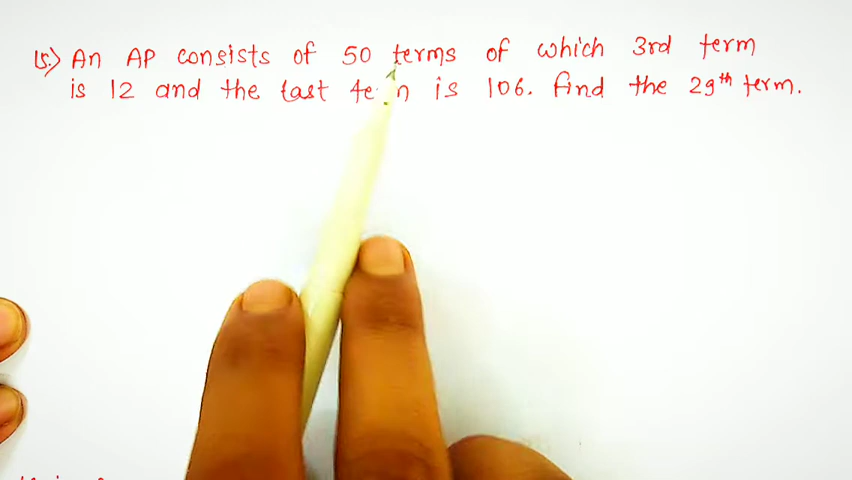 15.) An AP consists of 50 terms of which 3rd term
is 12 and the last is 106. Find the 29th term.